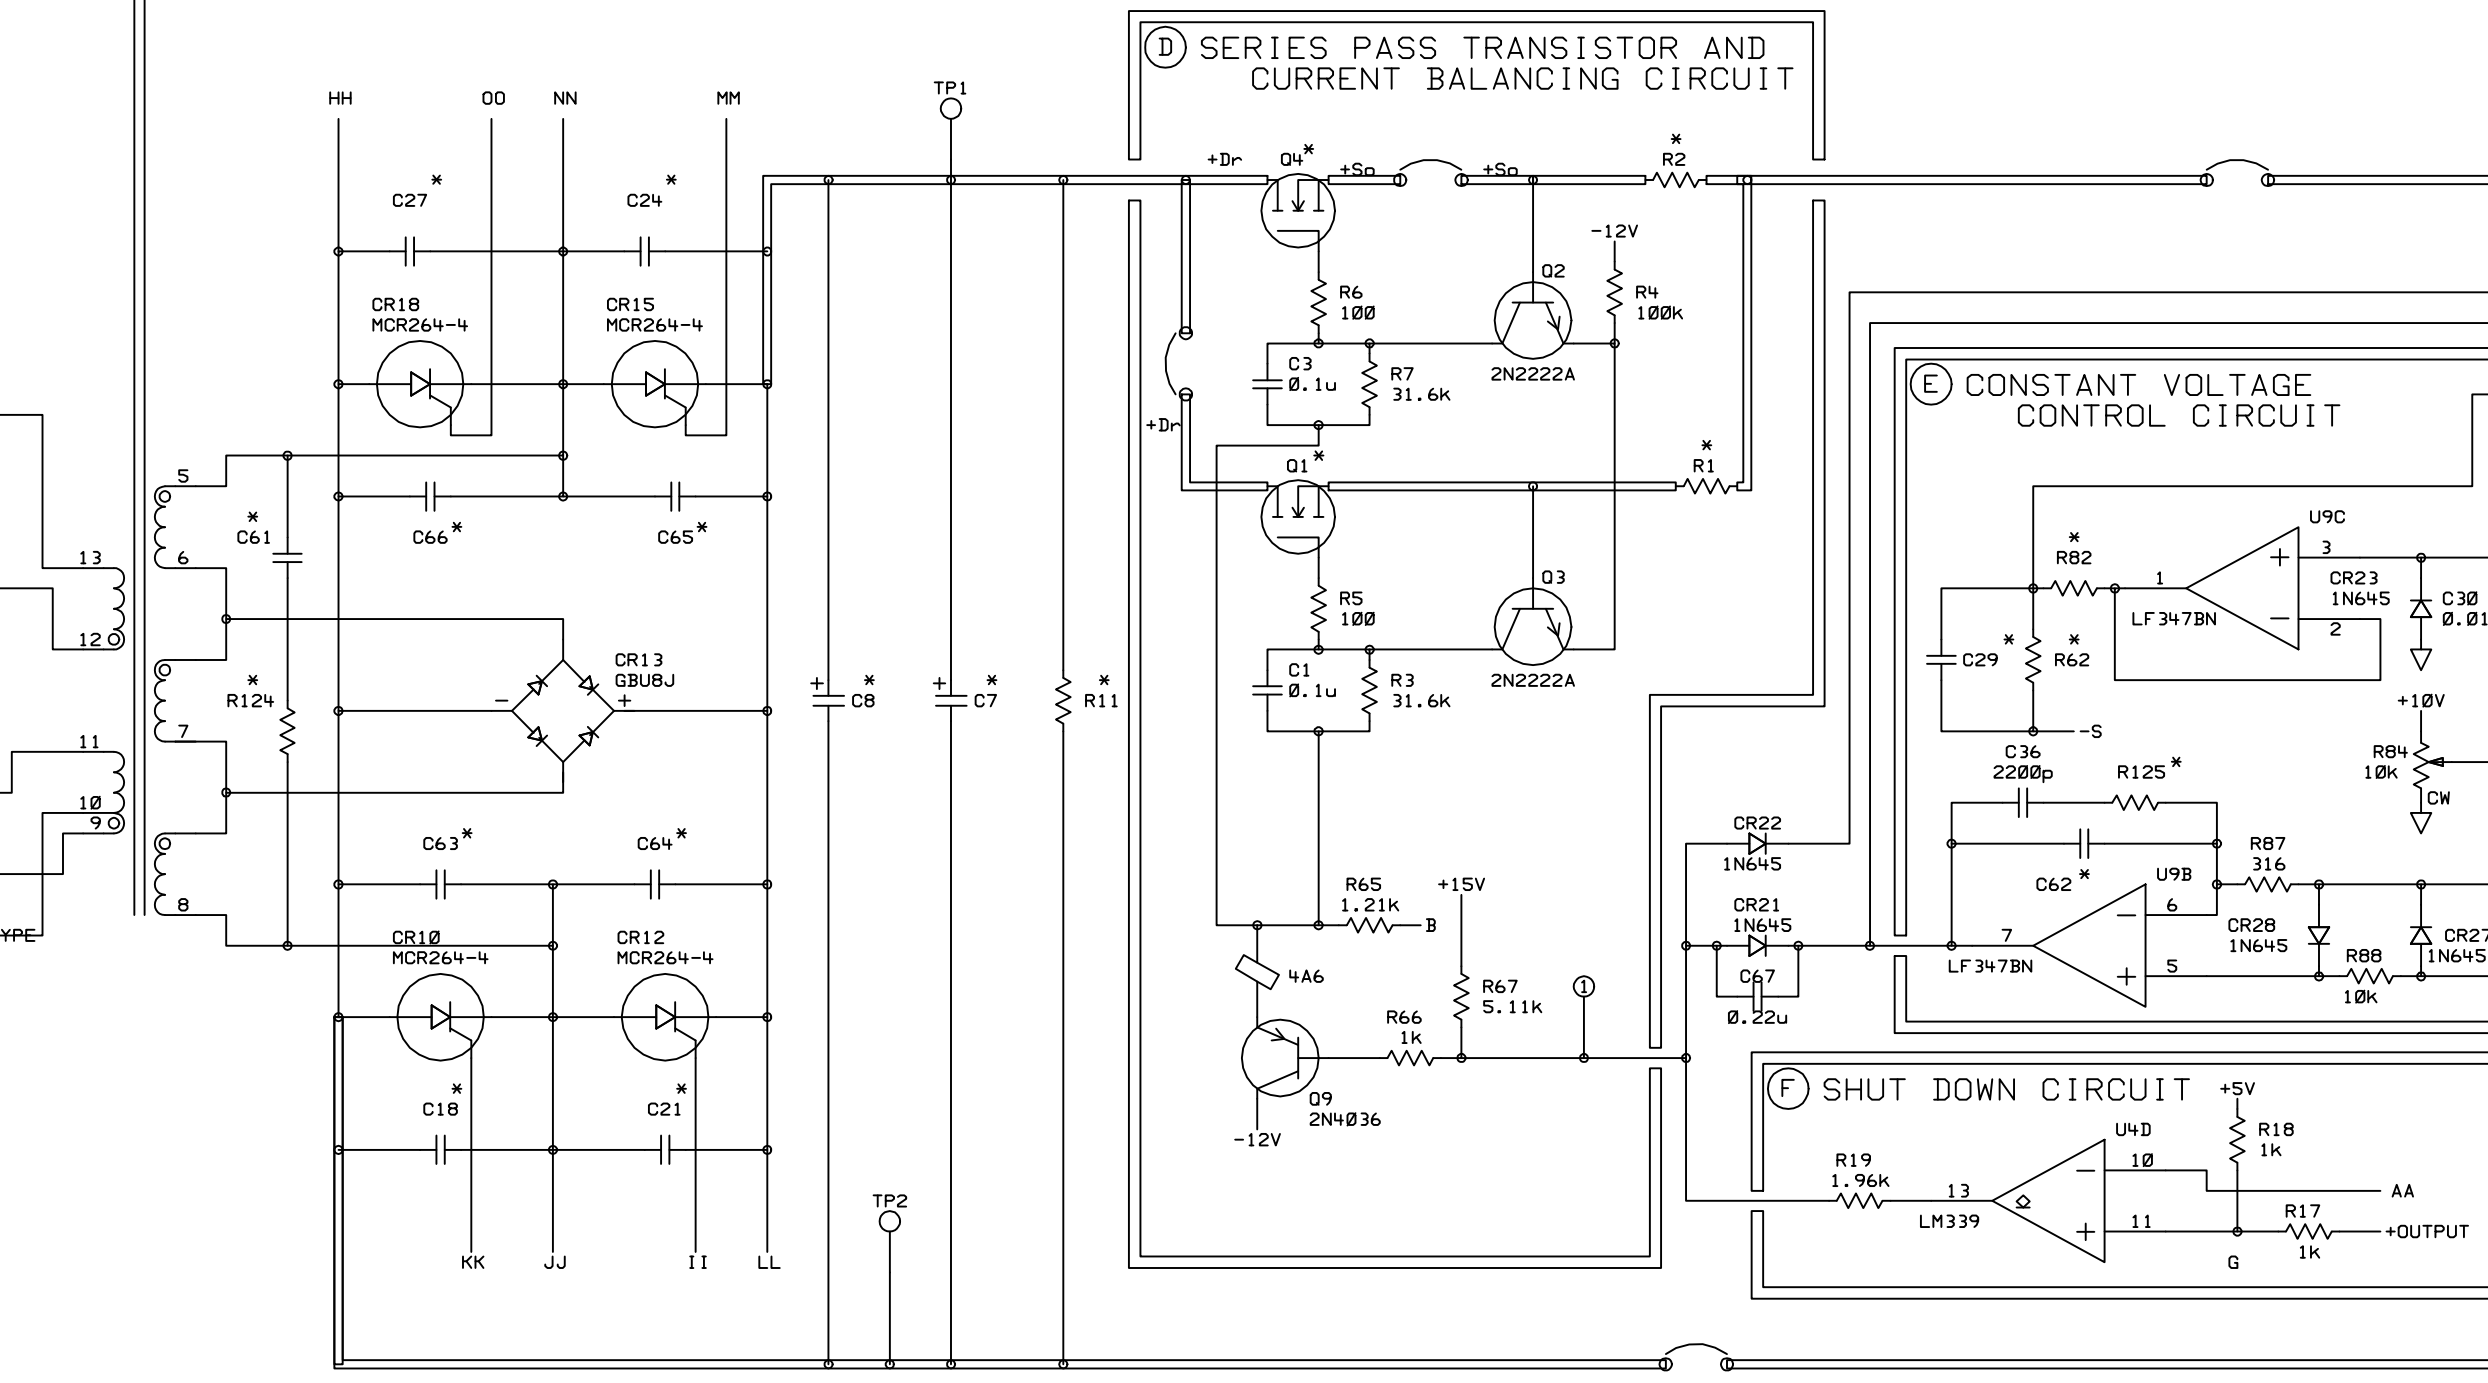 D SERIES PASS TRANSISTOR AND
CURRENT BALANCING CIRCUIT
HH
OO
NN
MM
TP1
C27 *
C24 *
+Dr
Q4*
+So
+So
*
R2
CR18
MCR264-4
CR15
MCR264-4
R6
100
Q2
-12V
R4
100k
C3
0.1u
R7
31.6k
2N2222A
+Dr
E CONSTANT VOLTAGE
CONTROL CIRCUIT
5
6
*
C61
C66*
C65*
Q1*
*
R1
13
12
*
R124
7
11
10
9
8
CR13
GBU8J
-
+
+
*
C8
+
*
C7
*
R11
R5
100
Q3
C1
0.1u
R3
31.6k
2N2222A
U9C
3
+
-
2
1
*
R82
LF347BN
CR23
1N645
C30
0.01
C29 *
*
R62
-S
+10V
R84
10k
CW
C36
2200p
R125*
C62 *
R87
316
U9B
-
6
7
+
5
LF347BN
CR28
1N645
R88
10k
CR27
1N645
C63*
C64*
CR22
1N645
CR21
1N645
C67
0.22u
R65
1.21k
B
+15V
4A6
R67
5.11k
1
R66
1k
Q9
2N4036
-12V
YPE
CR10
MCR264-4
CR12
MCR264-4
*
C18
*
C21
KK
JJ
II
LL
TP2
F SHUT DOWN CIRCUIT
+5V
R18
1k
U4D
-
10
AA
R19
1.96k
13
LM339
+
11
R17
1k
+OUTPUT
G